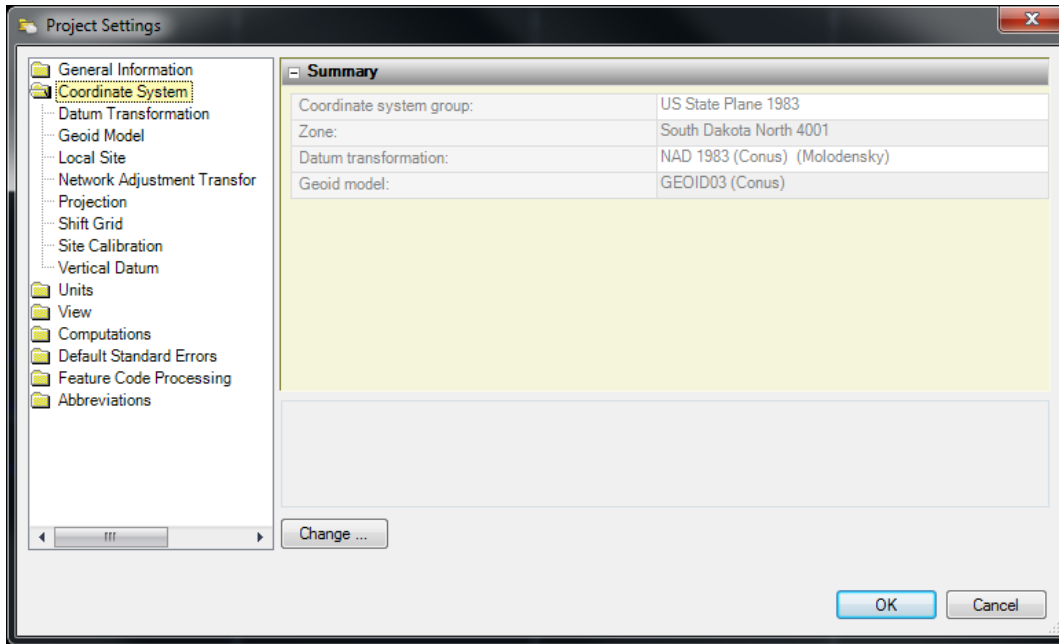 Project Settings
General Information
Coordinate System
Datum Transformation
Geoid Model
Local Site
Network Adjustment Transfor
Projection
Shift Grid
Site Calibration
Vertical Datum
Units
View
Computations
Default Standard Errors
Feature Code Processing
Abbreviations
Summary
Coordinate system group: US State Plane 1983
Zone: South Dakota North 4001
Datum transformation: NAD 1983 (Conus) (Molodensky)
Geoid model: GEOID03 (Conus)
Change ...
OK Cancel